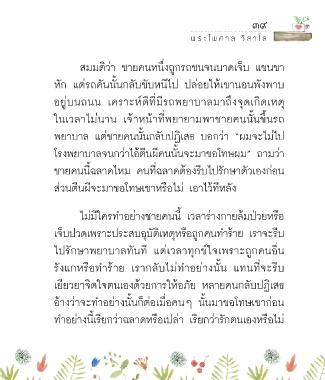 ๓๙
พระไพศาล วิสาโล
สมมติว่า ชายคนหนึ่งถูกรถชนจนบาดเจ็บ แขนขา
หัก แต่รถคันนั้นกลับขับหนีไป ปล่อยให้เขานอนพังพาบ
อยู่บนถนน เคราะห์ดีที่มีรถพยาบาลมาถึงจุดเกิดเหตุ
ในเวลาไม่นาน เจ้าหน้าที่พยายามพาชายคนนั้นขึ้นรถ
พยาบาล แต่ชายคนนั้นกลับปฏิเสธ บอกว่า “ผมจะไม่ไป
โรงพยาบาลจนกว่าไอ้ตีนผีคนนั้นจะมาขอโทษผม” ถามว่า
ชายคนนี้ฉลาดไหม คนที่ฉลาดต้องรีบไปรักษาตัวเองก่อน
ส่วนตีนผีจะมาขอโทษเขาหรือไม่ เอาไว้ทีหลัง
ไม่มีใครทำอย่างชายคนนี้ เวลาร่างกายล้มป่วยหรือ
เจ็บปวดเพราะประสบอุบัติเหตุหรือถูกคนทำร้าย เราจะรีบ
ไปรักษาพยาบาลทันที แต่เวลาทุกข์ใจเพราะถูกคนอื่น
รังแกหรือทำร้าย เรากลับไม่ทำอย่างนั้น แทนที่จะรีบ
เยียวยาจิตใจตนเองด้วยการให้อภัย หลายคนกลับปฏิเสธ
อ้างว่าจะทำอย่างนั้นก็ต่อเมื่อคนๆ นั้นมาขอโทษเขาก่อน
ทำอย่างนี้เรียกว่าฉลาดหรือเปล่า เรียกว่ารักตนเองหรือไม่